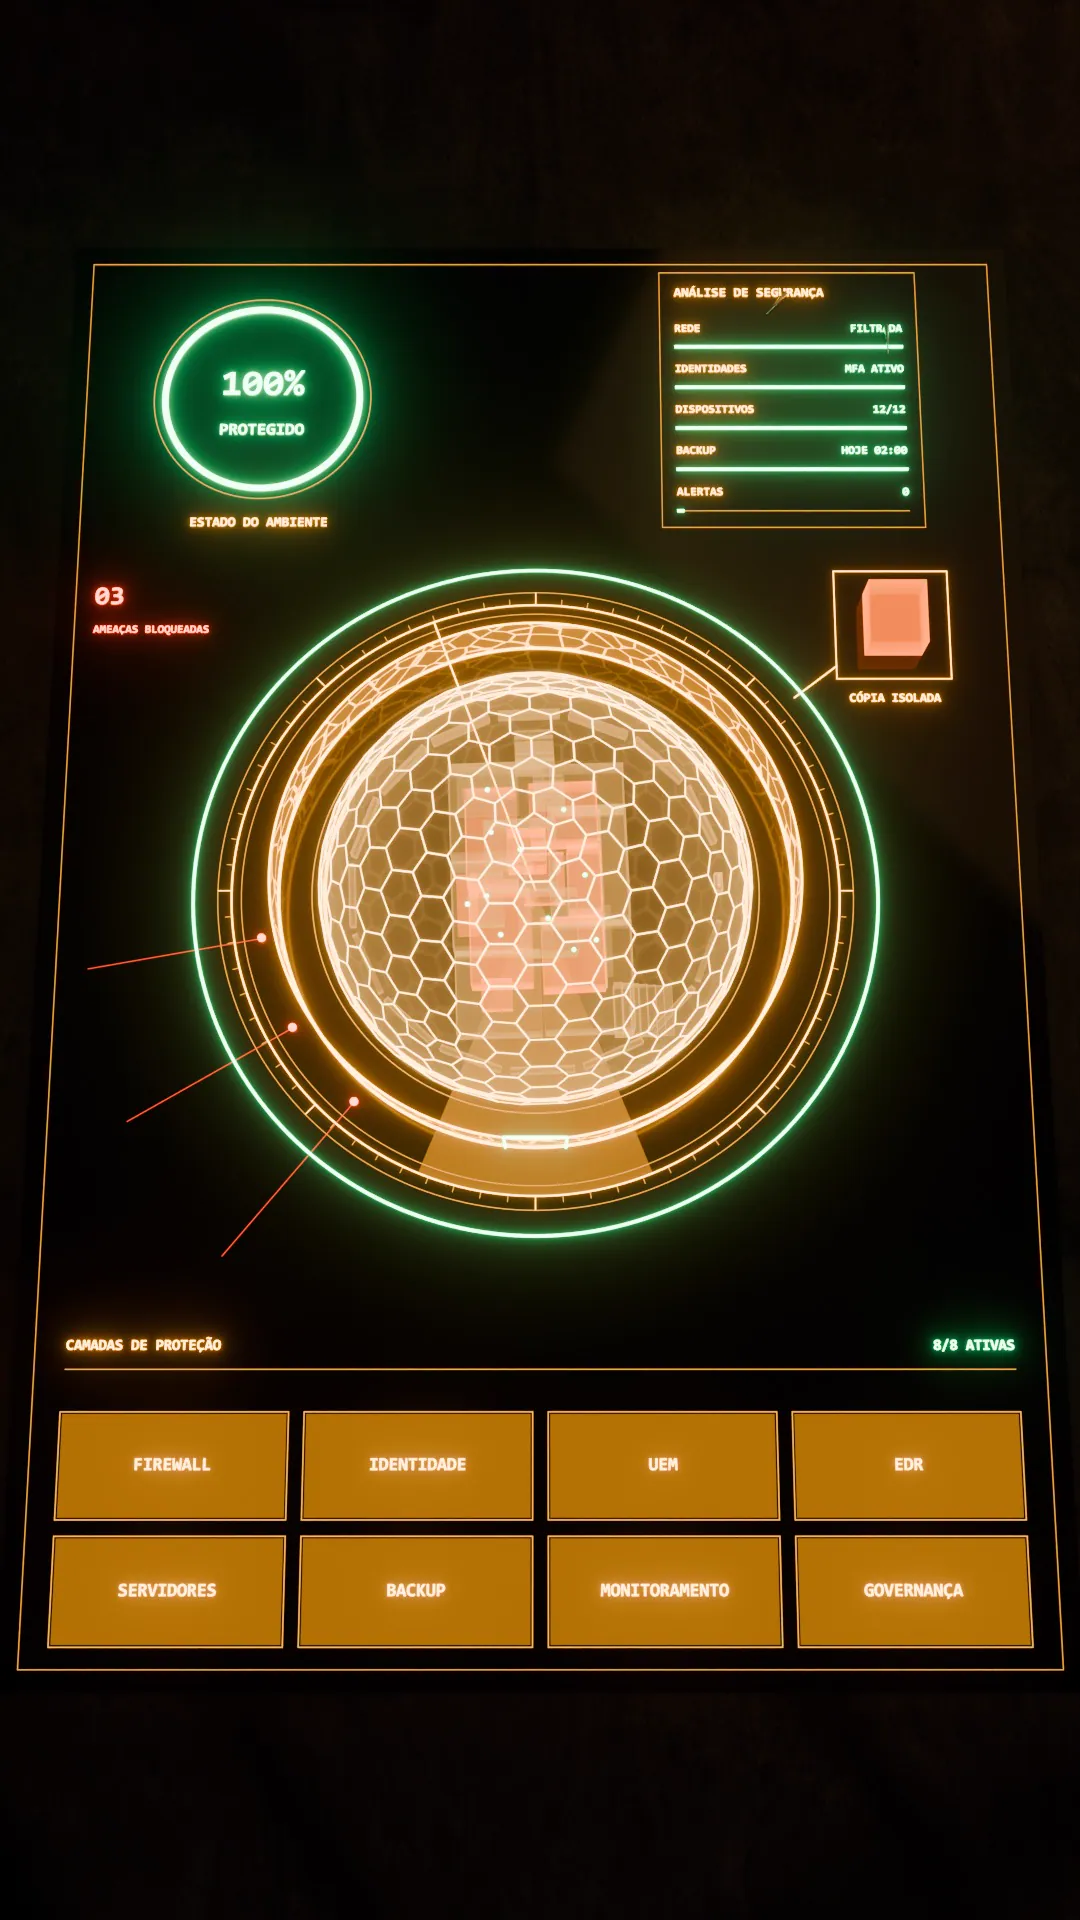 100%
PROTEGIDO
ESTADO DO AMBIENTE
ANÁLISE DE SEGURANÇA
REDE FILTRADA
IDENTIDADES MFA ATIVO
DISPOSITIVOS 12/12
BACKUP HOJE 02:00
ALERTAS 0
03
AMEAÇAS BLOQUEADAS
CÓPIA ISOLADA
CAMADAS DE PROTEÇÃO 8/8 ATIVAS
FIREWALL IDENTIDADE UEM EDR
SERVIDORES BACKUP MONITORAMENTO GOVERNANÇA